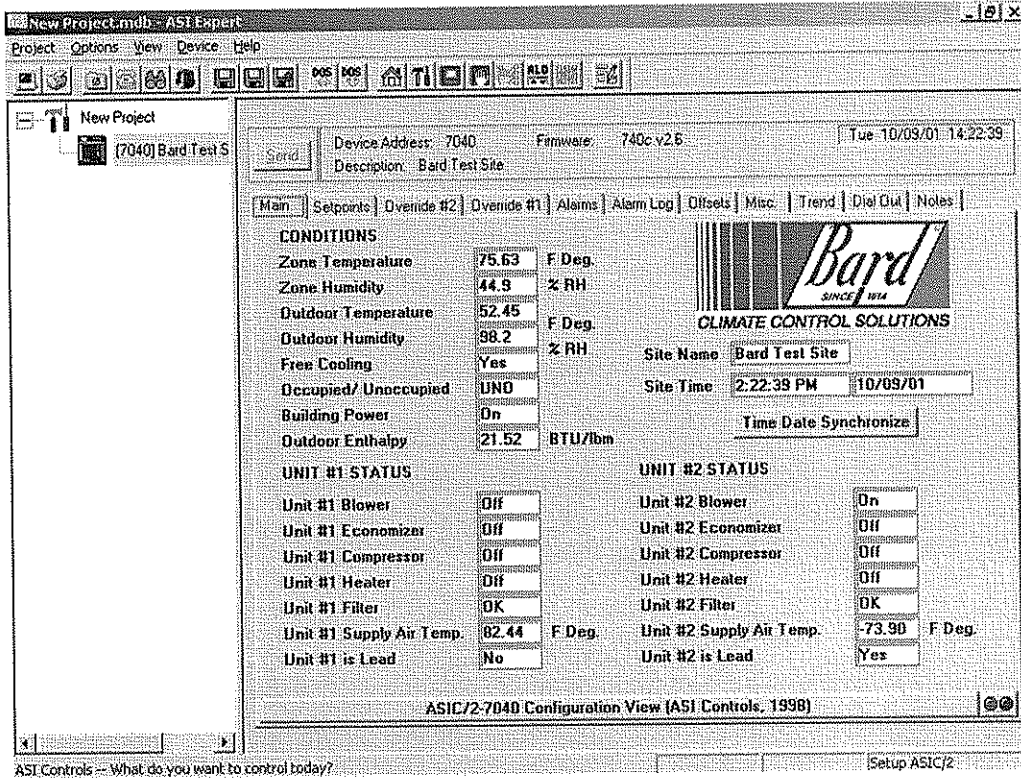 New Project.mdb - ASI Expert
Project Options View Device Help
DOS DOS
New Project
(7040) Bard Test S
Send
Device Address: 7040 Firmware: 740c v2.6
Tue 10/09/01 14:22:39
Description: Bard Test Site
Main Setpoints Override #2 Override #1 Alarms Alarm Log Offsets Misc. Trend Dial Out Notes
CONDITIONS
Zone Temperature 75.63 F Deg.
Zone Humidity 44.9 % RH
Outdoor Temperature 52.45 F Deg.
Outdoor Humidity 98.2 % RH
Free Cooling Yes
Occupied/ Unoccupied UNO
Building Power On
Outdoor Enthalpy 21.52 BTU/lbm
Bard
SINCE 1914
CLIMATE CONTROL SOLUTIONS
Site Name Bard Test Site
Site Time 2:22:39 PM 10/09/01
Time Date Synchronize
UNIT #1 STATUS
Unit #1 Blower Off
Unit #1 Economizer Off
Unit #1 Compressor Off
Unit #1 Heater Off
Unit #1 Filter OK
Unit #1 Supply Air Temp. 82.44 F Deg.
Unit #1 is Lead No
UNIT #2 STATUS
Unit #2 Blower On
Unit #2 Economizer Off
Unit #2 Compressor Off
Unit #2 Heater Off
Unit #2 Filter OK
Unit #2 Supply Air Temp. -73.90 F Deg.
Unit #2 is Lead Yes
ASIC/2-7040 Configuration View (ASI Controls, 1998)
ASI Controls -- What do you want to control today?
Setup ASIC/2